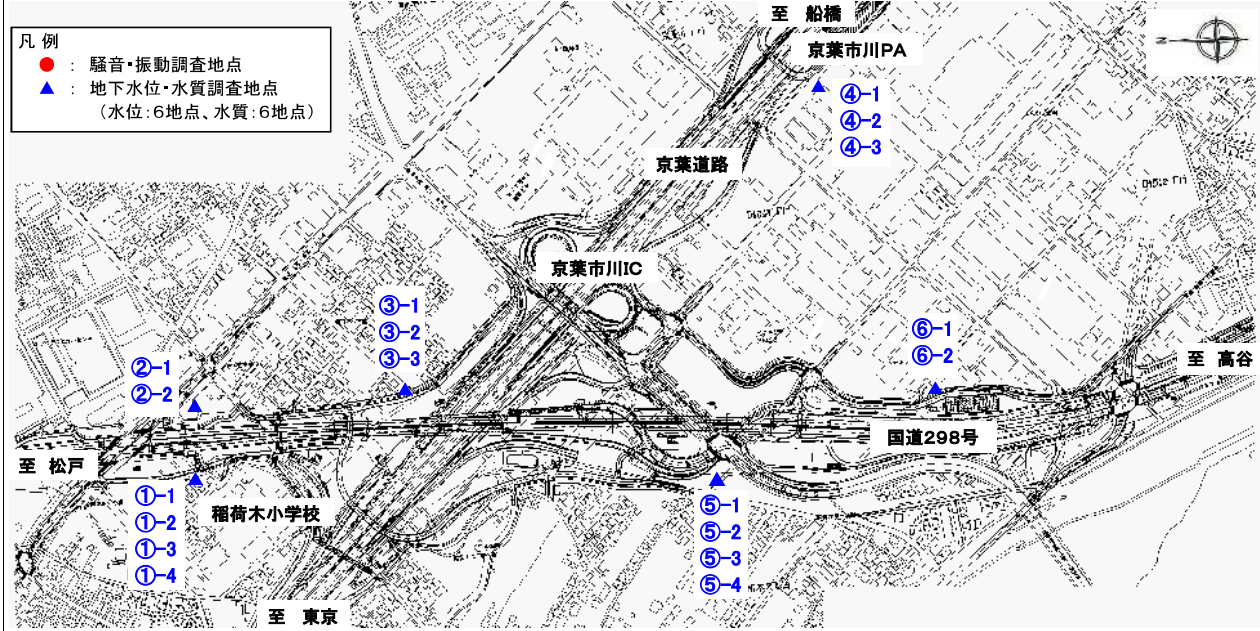 凡 例
● : 騒音・振動調査地点
▲ : 地下水位・水質調査地点
(水位:6地点、水質:6地点)
至 船橋
京葉市川PA
N
④-1
④-2
④-3
京葉道路
京葉市川IC
③-1
③-2
③-3
⑥-1
⑥-2
至 高谷
②-1
②-2
国道298号
至 松戸
①-1
①-2
①-3
①-4
稲荷木小学校
⑤-1
⑤-2
⑤-3
⑤-4
至 東京